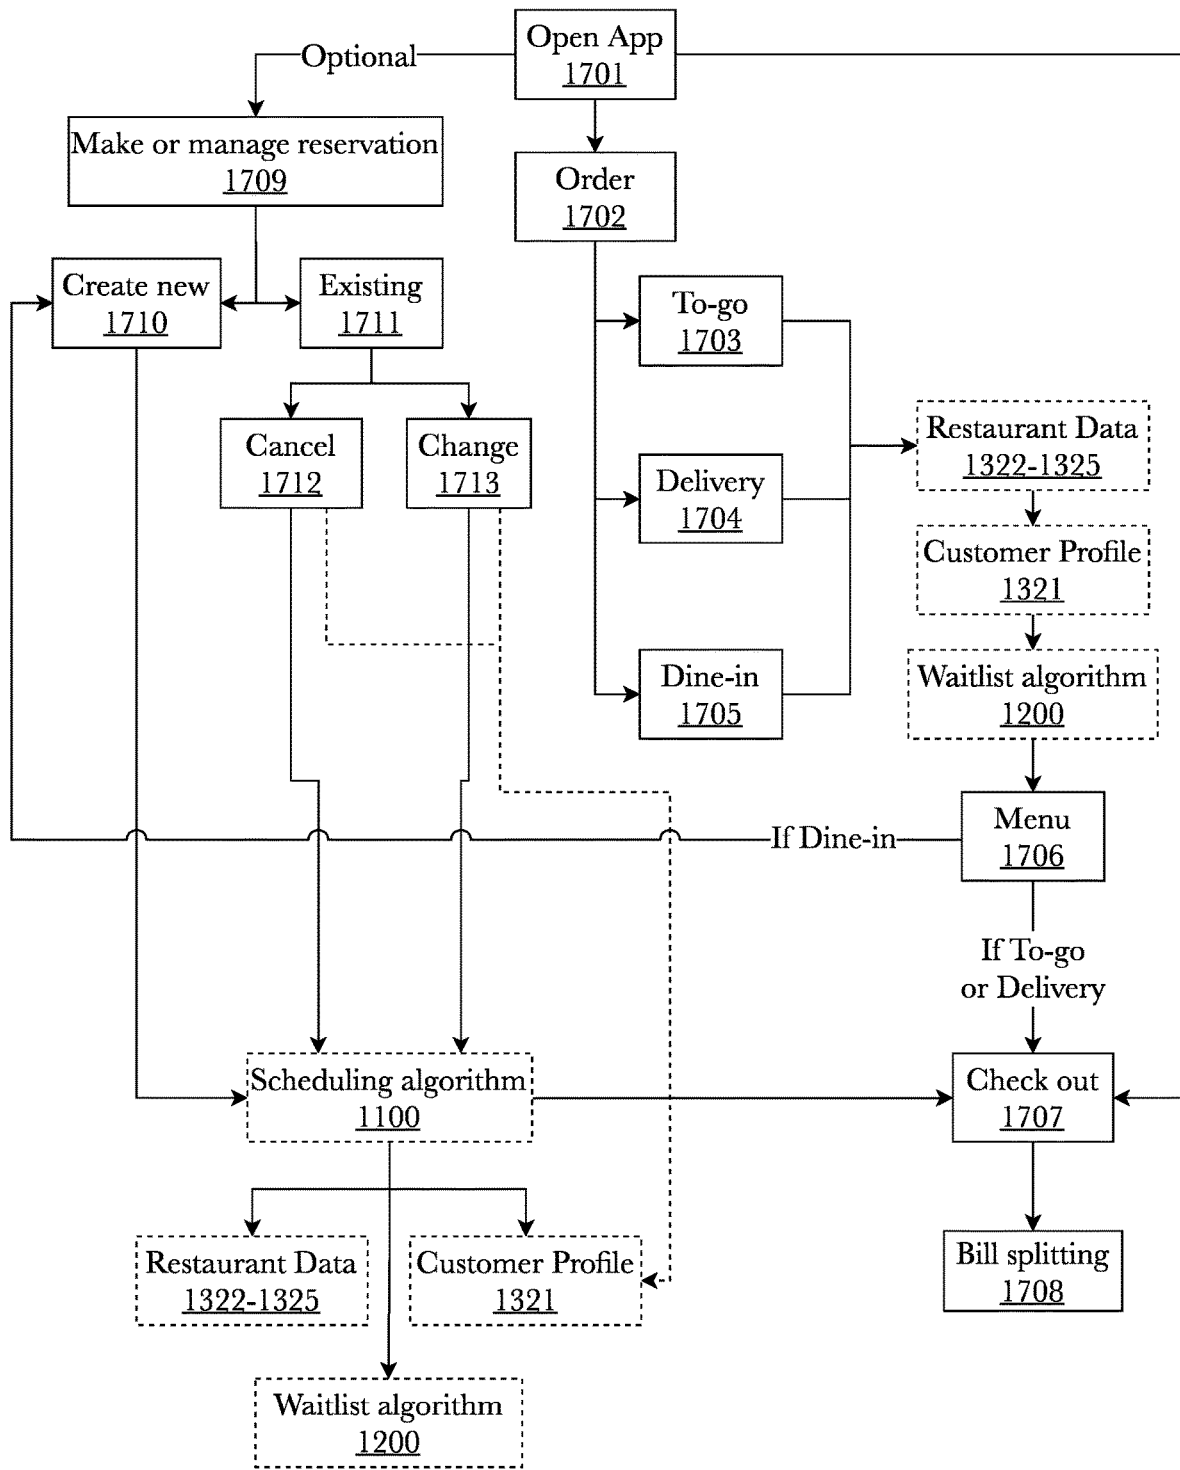 Open App
1701
Optional
Make or manage reservation
1709
Order
1702
Create new
1710
Existing
1711
To-go
1703
Cancel
1712
Change
1713
Restaurant Data
1322-1325
Delivery
1704
Customer Profile
1321
Dine-in
1705
Waitlist algorithm
1200
Menu
1706
If Dine-in
If To-go
or Delivery
Scheduling algorithm
1100
Check out
1707
Restaurant Data
1322-1325
Customer Profile
1321
Bill splitting
1708
Waitlist algorithm
1200